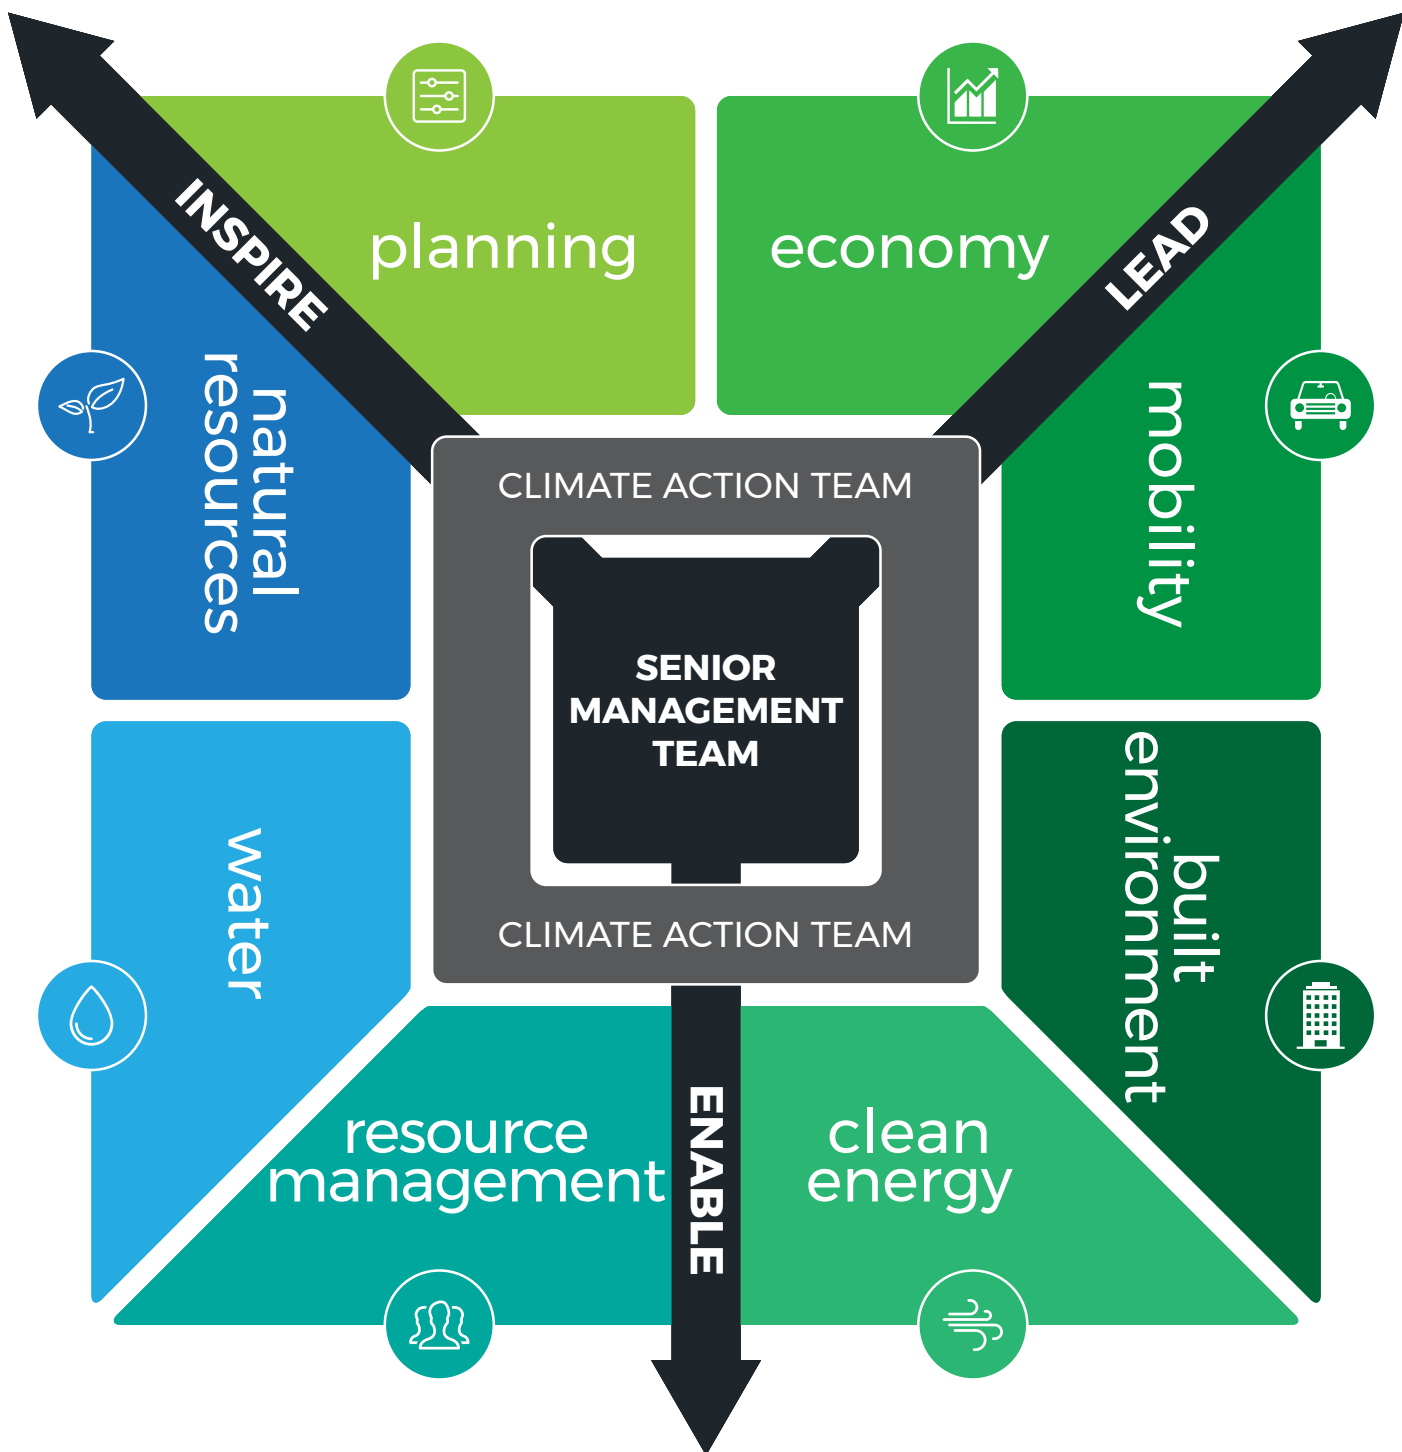 INSPIRE
planning
economy
LEAD
natural
resources
mobility
CLIMATE ACTION TEAM
SENIOR
MANAGEMENT
TEAM
CLIMATE ACTION TEAM
water
built
environment
resource
management
ENABLE
clean
energy